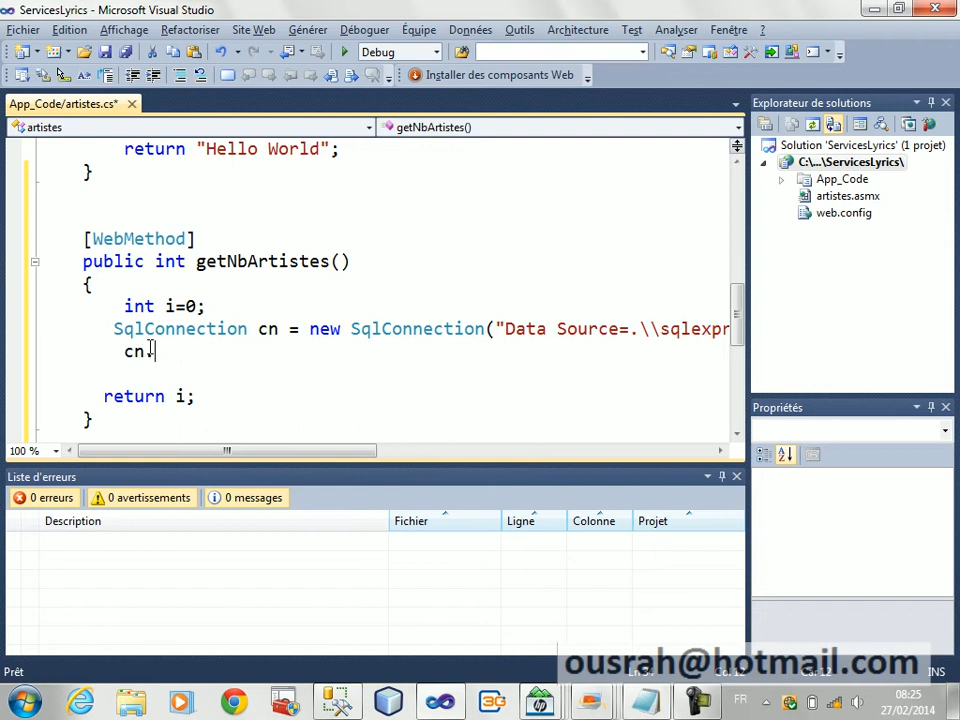 ServicesLyrics - Microsoft Visual Studio
Fichier Edition Affichage Refactoriser Site Web Générer Déboguer Équipe Données Outils Architecture Test Analyser Fenêtre ?
Debug
Installer des composants Web
App_Code/artistes.cs*
artistes getNbArtistes()
return "Hello World";
}
[WebMethod]
public int getNbArtistes()
{
int i=0;
SqlConnection cn = new SqlConnection("Data Source=.\\sqlexpr
cn.
return i;
}
100 %
Explorateur de solutions
Solution 'ServicesLyrics' (1 projet)
C:\...\ServicesLyrics\
App_Code
artistes.asmx
web.config
Propriétés
Liste d'erreurs
0 erreurs 0 avertissements 0 messages
Description Fichier Ligne Colonne Projet
ousrah@hotmail.com
Prêt INS
FR 08:25
27/02/2014